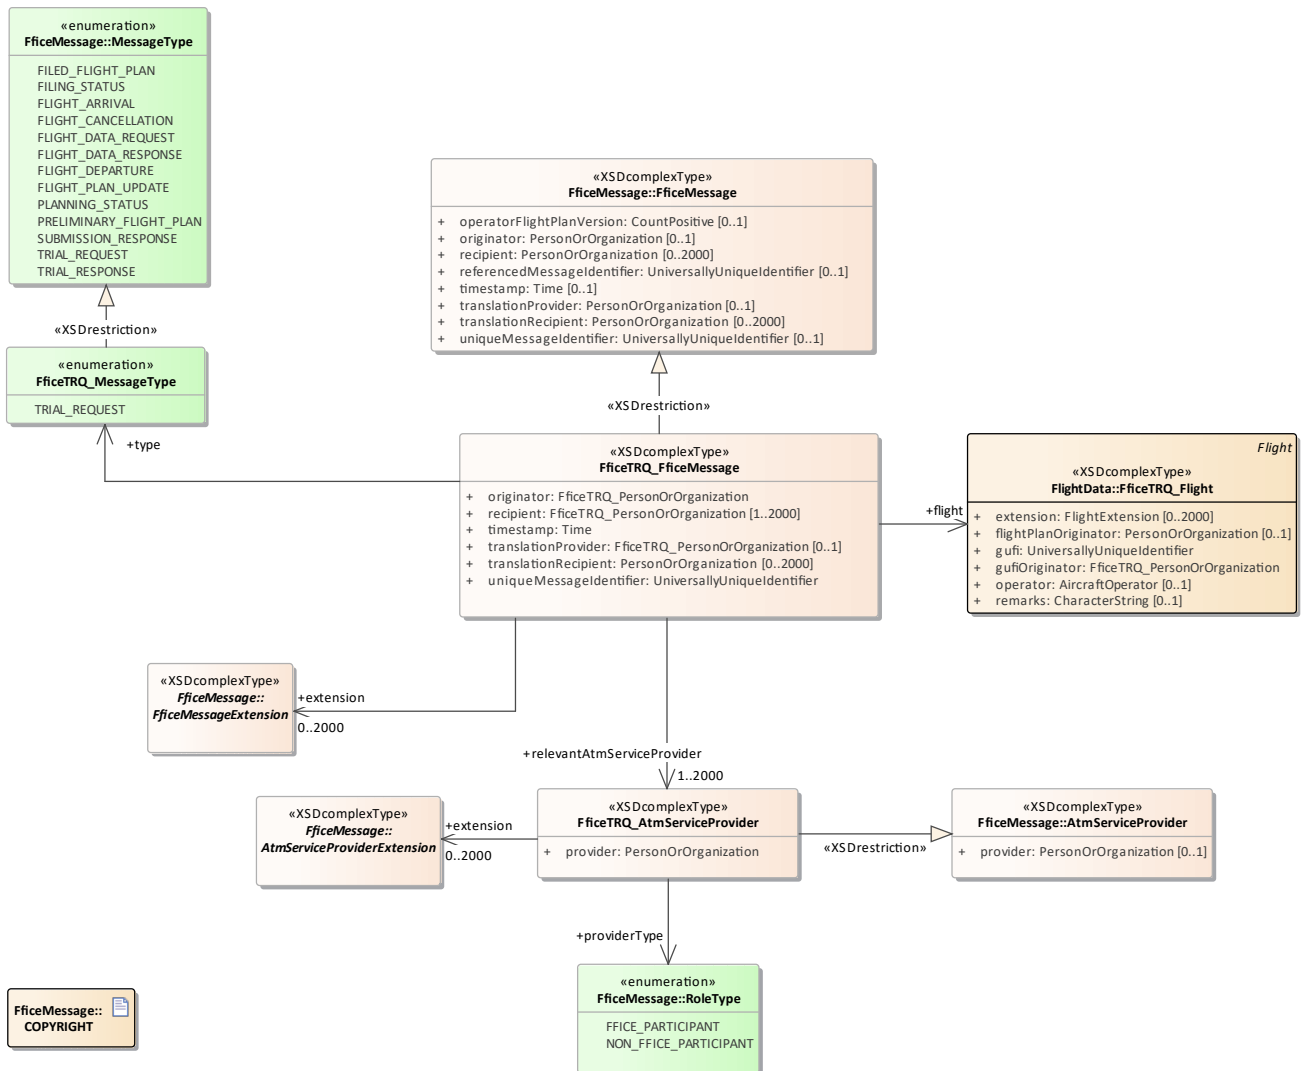 «enumeration»
FficeMessage::MessageType
FILED_FLIGHT_PLAN
FILING_STATUS
FLIGHT_ARRIVAL
FLIGHT_CANCELLATION
FLIGHT_DATA_REQUEST
FLIGHT_DATA_RESPONSE
FLIGHT_DEPARTURE
FLIGHT_PLAN_UPDATE
PLANNING_STATUS
PRELIMINARY_FLIGHT_PLAN
SUBMISSION_RESPONSE
TRIAL_REQUEST
TRIAL_RESPONSE
«XSDrestriction»
«enumeration»
FficeTRQ_MessageType
TRIAL_REQUEST
+type
«XSDcomplexType»
FficeMessage::FficeMessage
+ operatorFlightPlanVersion: CountPositive [0..1]
+ originator: PersonOrOrganization [0..1]
+ recipient: PersonOrOrganization [0..2000]
+ referencedMessageIdentifier: UniversallyUniqueIdentifier [0..1]
+ timestamp: Time [0..1]
+ translationProvider: PersonOrOrganization [0..1]
+ translationRecipient: PersonOrOrganization [0..2000]
+ uniqueMessageIdentifier: UniversallyUniqueIdentifier [0..1]
«XSDrestriction»
«XSDcomplexType»
FficeTRQ_FficeMessage
+ originator: FficeTRQ_PersonOrOrganization
+ recipient: FficeTRQ_PersonOrOrganization [1..2000]
+ timestamp: Time
+ translationProvider: FficeTRQ_PersonOrOrganization [0..1]
+ translationRecipient: PersonOrOrganization [0..2000]
+ uniqueMessageIdentifier: UniversallyUniqueIdentifier
+flight
Flight
«XSDcomplexType»
FlightData::FficeTRQ_Flight
+ extension: FlightExtension [0..2000]
+ flightPlanOriginator: PersonOrOrganization [0..1]
+ gufi: UniversallyUniqueIdentifier
+ gufiOriginator: FficeTRQ_PersonOrOrganization
+ operator: AircraftOperator [0..1]
+ remarks: CharacterString [0..1]
«XSDcomplexType»
FficeMessage::
FficeMessageExtension
+extension
0..2000
+relevantAtmServiceProvider
1..2000
«XSDcomplexType»
FficeMessage::
AtmServiceProviderExtension
+extension
0..2000
«XSDcomplexType»
FficeTRQ_AtmServiceProvider
+ provider: PersonOrOrganization
«XSDrestriction»
«XSDcomplexType»
FficeMessage::AtmServiceProvider
+ provider: PersonOrOrganization [0..1]
+providerType
«enumeration»
FficeMessage::RoleType
FFICE_PARTICIPANT
NON_FFICE_PARTICIPANT
FficeMessage::
COPYRIGHT